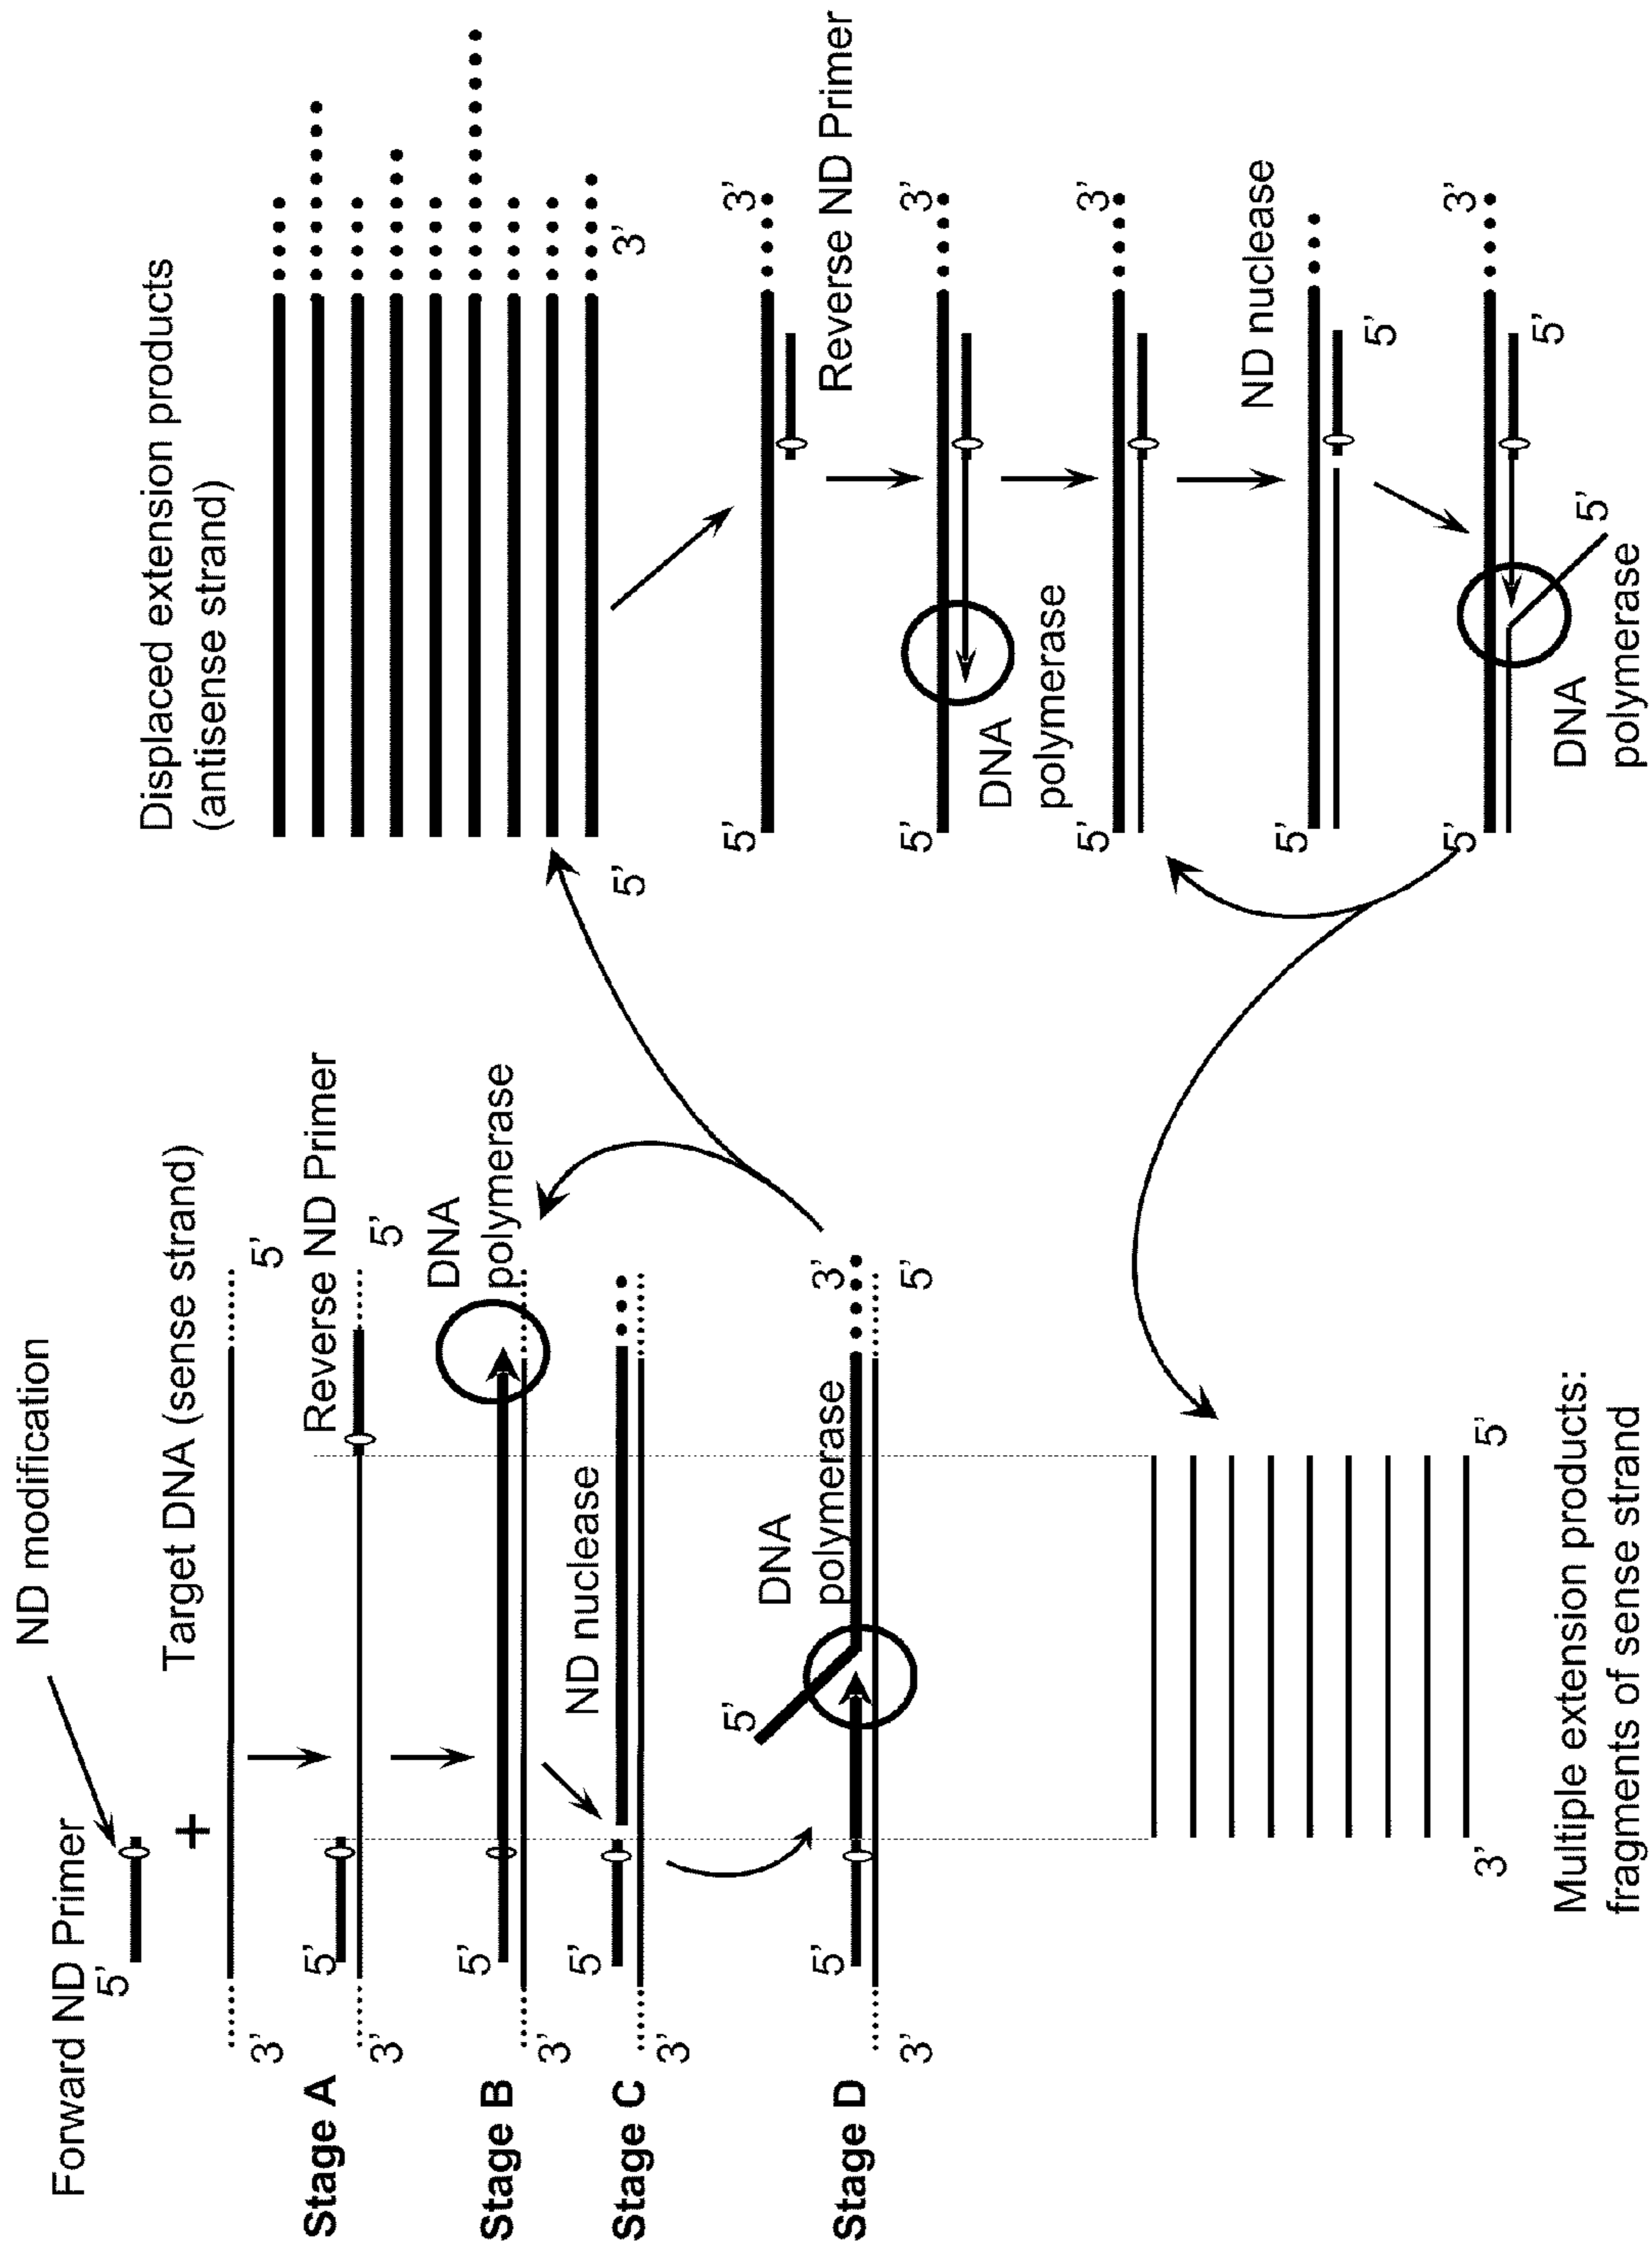 ND modification
Forward ND Primer
5'
+
Target DNA (sense strand)
3'
5'
Stage A
5'
3'
Reverse ND Primer
5'
Stage B
5'
3'
DNA
polymerase
Stage C
5'
3'
ND nuclease
Stage D
5'
3'
5'
DNA
polymerase
3'
5'
3'
5'
Multiple extension products:
fragments of sense strand
Displaced extension products
(antisense strand)
5'
3'
5'
3'
Reverse ND Primer
5'
3'
DNA
polymerase
5'
3'
5'
ND nuclease
5'
5'
3'
5'
5'
DNA
polymerase